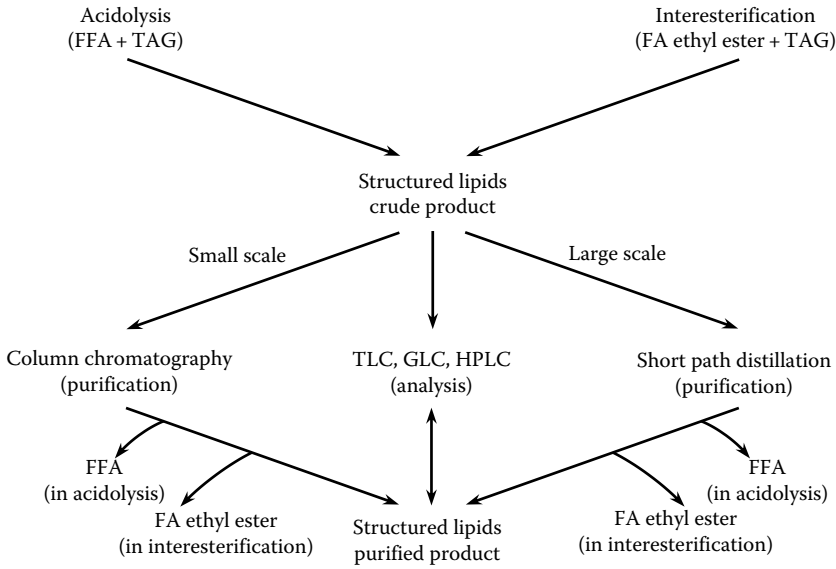 Acidolysis
(FFA + TAG)
Interesterification
(FA ethyl ester + TAG)
Structured lipids
crude product
Small scale
Large scale
Column chromatography
(purification)
TLC, GLC, HPLC
(analysis)
Short path distillation
(purification)
FFA
(in acidolysis)
FA ethyl ester
(in interesterification)
Structured lipids
purified product
FA ethyl ester
(in interesterification)
FFA
(in acidolysis)